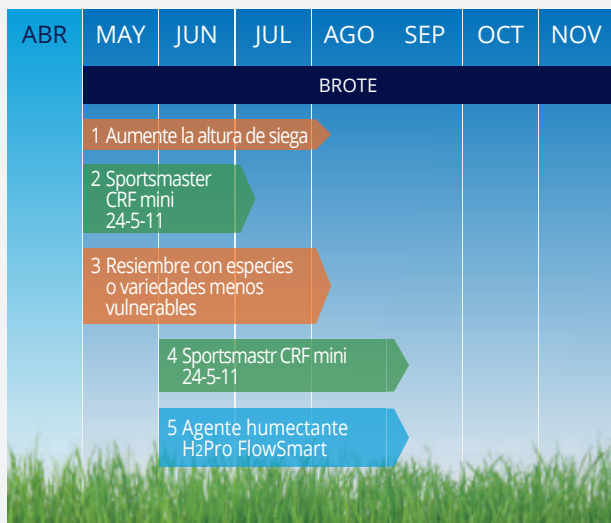 ABR MAY JUN JUL AGO SEP OCT NOV
BROTE
1 Aumente la altura de siega
2 Sportsmaster
CRF mini
24-5-11
3 Resiembre con especies
o variedades menos
vulnerables
4 Sportsmastr CRF mini
24-5-11
5 Agente humectante
H2Pro FlowSmart